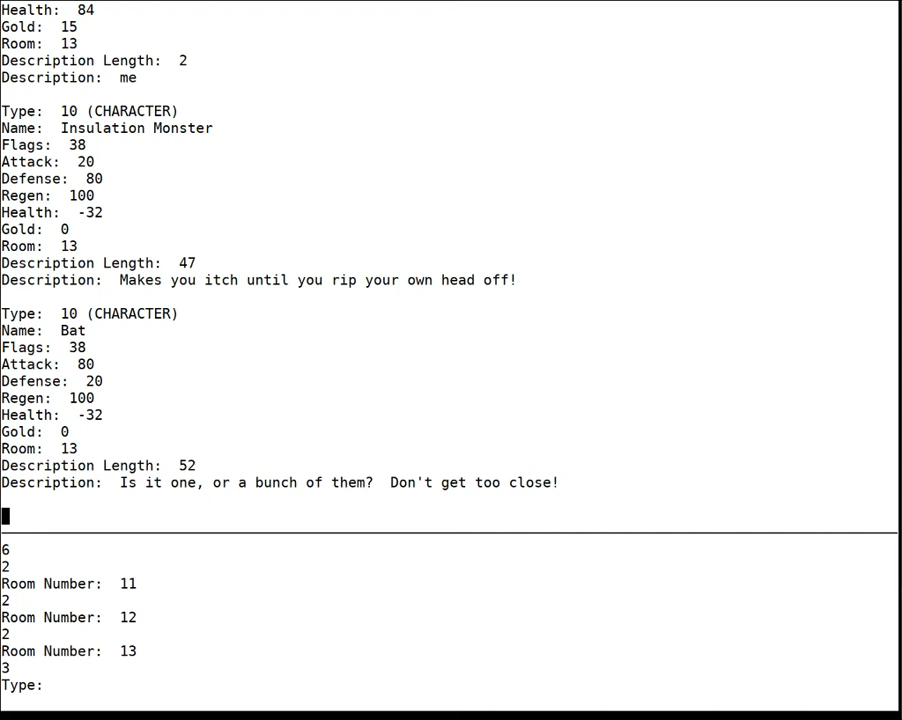 Health:  84
Gold:  15
Room:  13
Description Length:  2
Description:  me
Type:  10 (CHARACTER)
Name:  Insulation Monster
Flags:  38
Attack:  20
Defense:  80
Regen:  100
Health:  -32
Gold:  0
Room:  13
Description Length:  47
Description:  Makes you itch until you rip your own head off!
Type:  10 (CHARACTER)
Name:  Bat
Flags:  38
Attack:  80
Defense:  20
Regen:  100
Health:  -32
Gold:  0
Room:  13
Description Length:  52
Description:  Is it one, or a bunch of them?  Don't get too close!
6
2
Room Number:  11
2
Room Number:  12
2
Room Number:  13
3
Type: